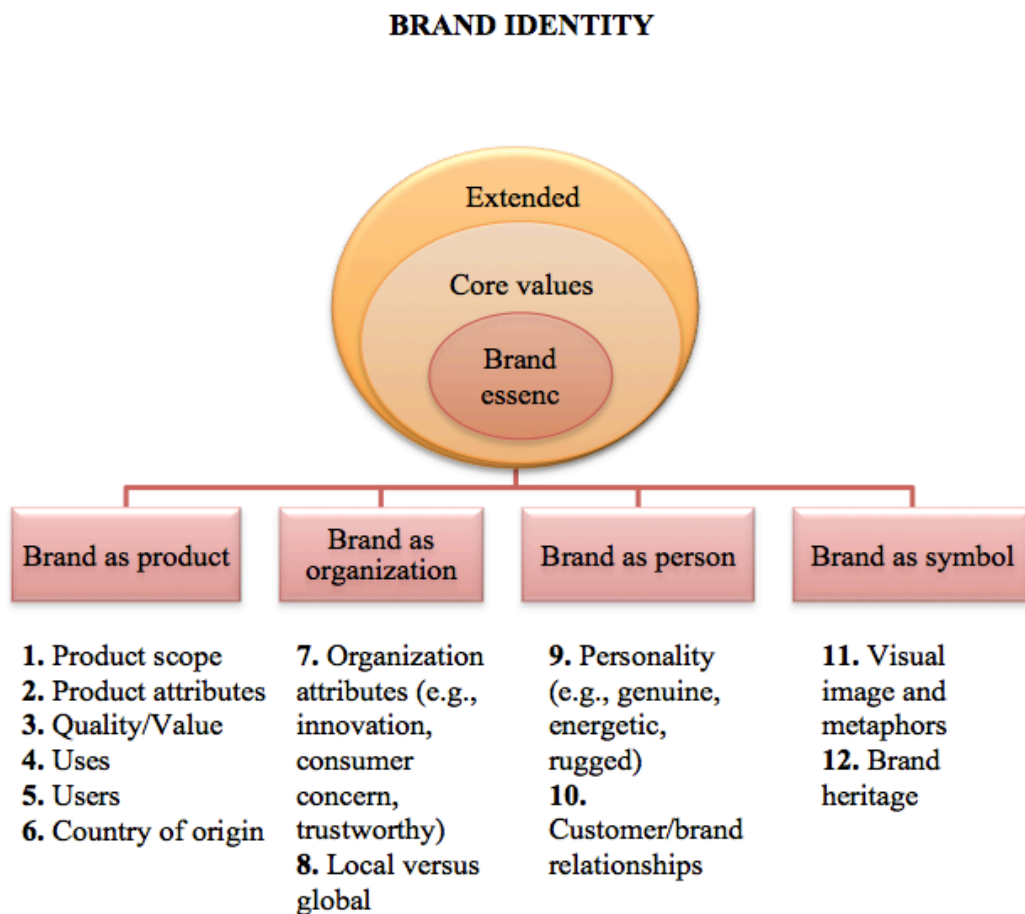 BRAND IDENTITY
Extended
Core values
Brand
essenc
Brand as product
Brand as
organization
Brand as person
Brand as symbol
1. Product scope
2. Product attributes
3. Quality/Value
4. Uses
5. Users
6. Country of origin
7. Organization
attributes (e.g.,
innovation,
consumer
concern,
trustworthy)
8. Local versus
global
9. Personality
(e.g., genuine,
energetic,
rugged)
10.
Customer/brand
relationships
11. Visual
image and
metaphors
12. Brand
heritage